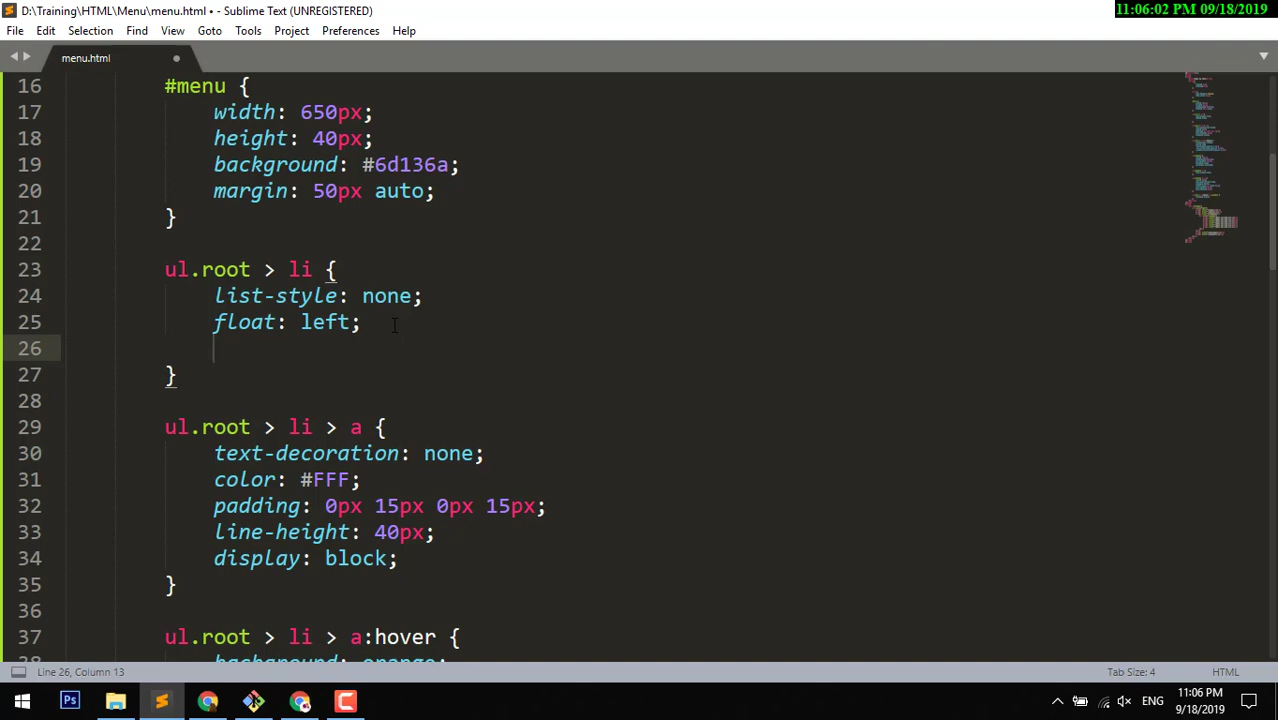 D:\Training\HTML\Menu\menu.html • - Sublime Text (UNREGISTERED)
11:06:02 PM 09/18/2019
File Edit Selection Find View Goto Tools Project Preferences Help
menu.html
16 #menu {
17 width: 650px;
18 height: 40px;
19 background: #6d136a;
20 margin: 50px auto;
21 }
22
23 ul.root > li {
24 list-style: none;
25 float: left;
26
27 }
28
29 ul.root > li > a {
30 text-decoration: none;
31 color: #FFF;
32 padding: 0px 15px 0px 15px;
33 line-height: 40px;
34 display: block;
35 }
36
37 ul.root > li > a:hover {
38 background: orange;
Line 26, Column 13
Tab Size: 4
HTML
Ps
ENG
11:06 PM
9/18/2019